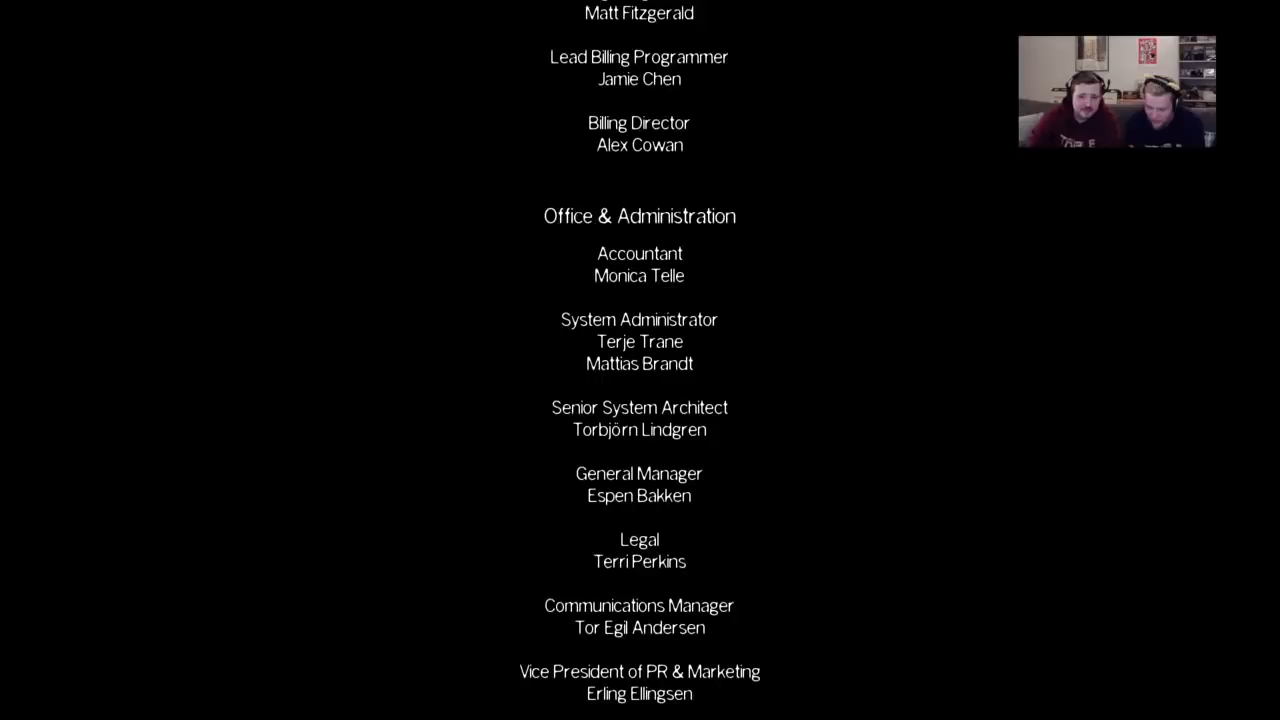 Matt Fitzgerald
Lead Billing Programmer
Jamie Chen
Billing Director
Alex Cowan
Office & Administration
Accountant
Monica Telle
System Administrator
Terje Trane
Mattias Brandt
Senior System Architect
Torbjörn Lindgren
General Manager
Espen Bakken
Legal
Terri Perkins
Communications Manager
Tor Egil Andersen
Vice President of PR & Marketing
Erling Ellingsen